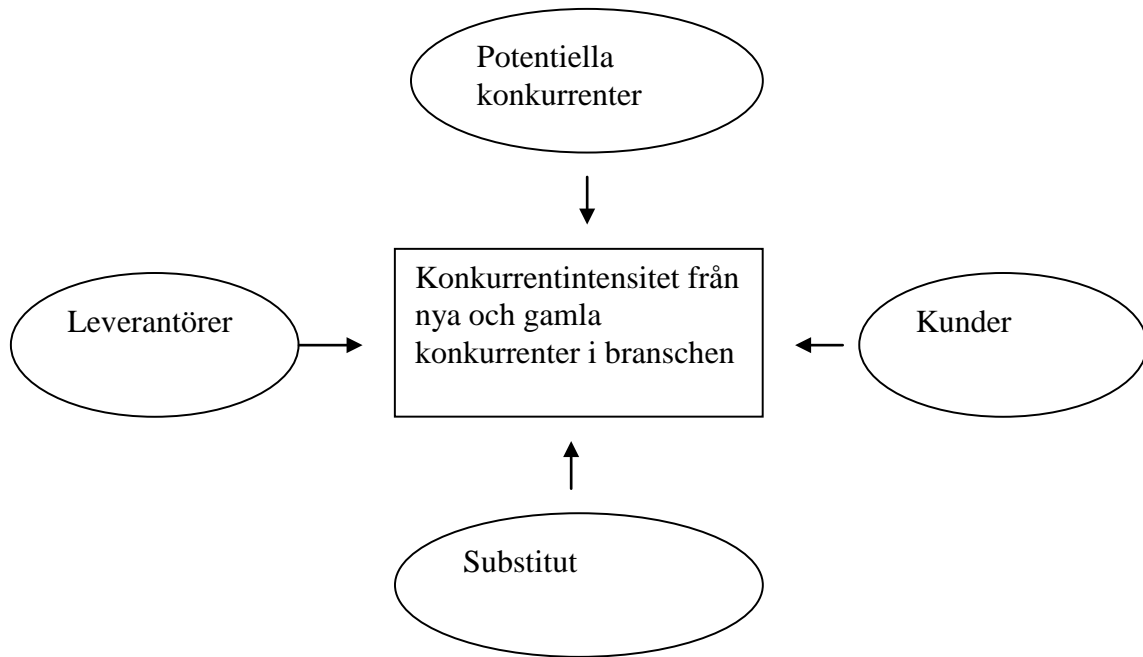 Potentiella
konkurrenter
Leverantörer
Konkurrentintensitet från
nya och gamla
konkurrenter i branschen
Kunder
Substitut